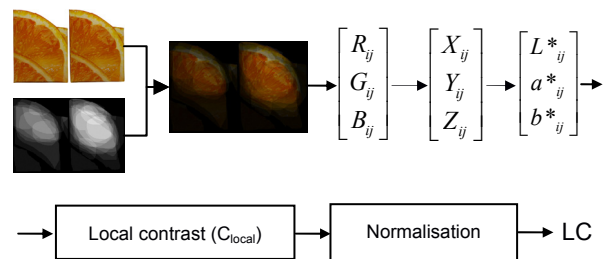 R_ij X_ij L*_ij
G_ij Y_ij a*_ij
B_ij Z_ij b*_ij
Local contrast (C_local) Normalisation LC